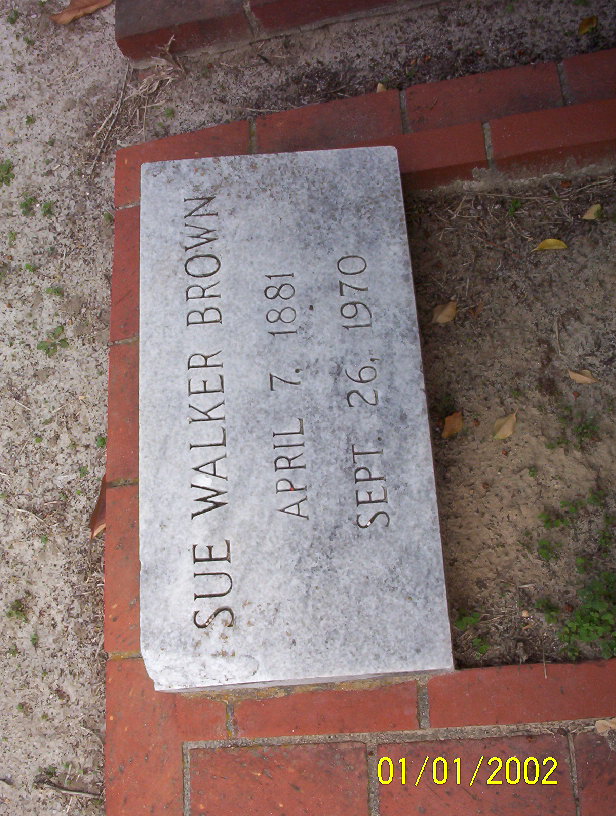 SUE WALKER BROWN
APRIL 7, 1881
SEPT. 26, 1970
01/01/2002